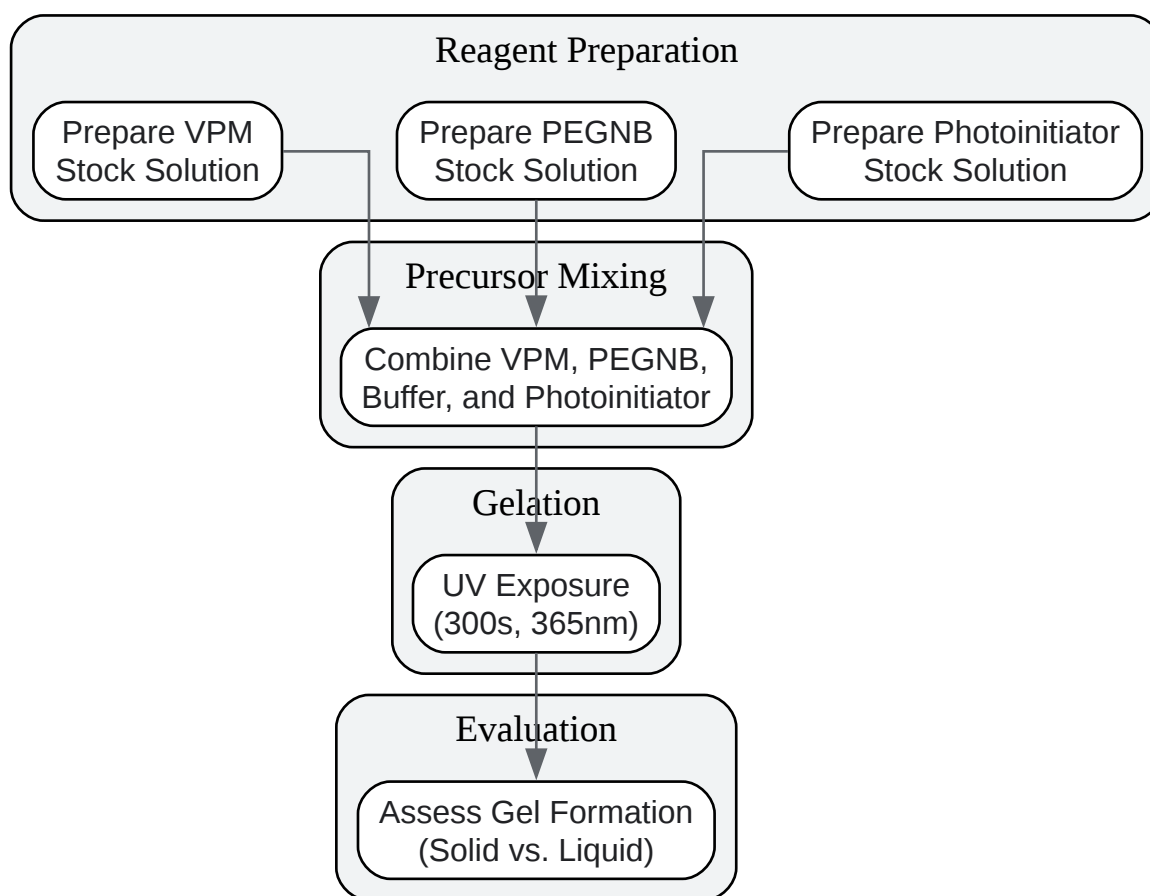 Reagent Preparation
Prepare VPM
Stock Solution
Prepare PEGNB
Stock Solution
Prepare Photoinitiator
Stock Solution
Precursor Mixing
Combine VPM, PEGNB,
Buffer, and Photoinitiator
Gelation
UV Exposure
(300s, 365nm)
Evaluation
Assess Gel Formation
(Solid vs. Liquid)